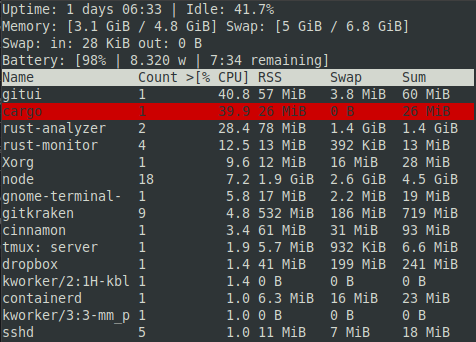 Uptime: 1 days 06:33 | Idle: 41.7%
Memory: [3.1 GiB / 4.8 GiB] Swap: [5 GiB / 6.8 GiB]
Swap: in: 28 KiB out: 0 B
Battery: [98% | 8.320 w | 7:34 remaining]
Name Count >[% CPU] RSS Swap Sum
gitui 1 40.8 57 MiB 3.8 MiB 60 MiB
cargo 1 39.9 26 MiB 0 B 26 MiB
rust-analyzer 2 28.4 78 MiB 1.4 GiB 1.4 GiB
rust-monitor 4 12.5 13 MiB 392 KiB 13 MiB
Xorg 1 9.6 12 MiB 16 MiB 28 MiB
node 18 7.2 1.9 GiB 2.6 GiB 4.5 GiB
gnome-terminal- 1 5.8 17 MiB 2.2 MiB 19 MiB
gitkraken 9 4.8 532 MiB 186 MiB 719 MiB
cinnamon 1 3.4 61 MiB 31 MiB 93 MiB
tmux: server 1 1.9 5.7 MiB 932 KiB 6.6 MiB
dropbox 1 1.4 41 MiB 199 MiB 241 MiB
kworker/2:1H-kbl 1 1.4 0 B 0 B 0 B
containerd 1 1.0 6.3 MiB 16 MiB 23 MiB
kworker/3:3-mm_p 1 1.0 0 B 0 B 0 B
sshd 5 1.0 11 MiB 7 MiB 18 MiB